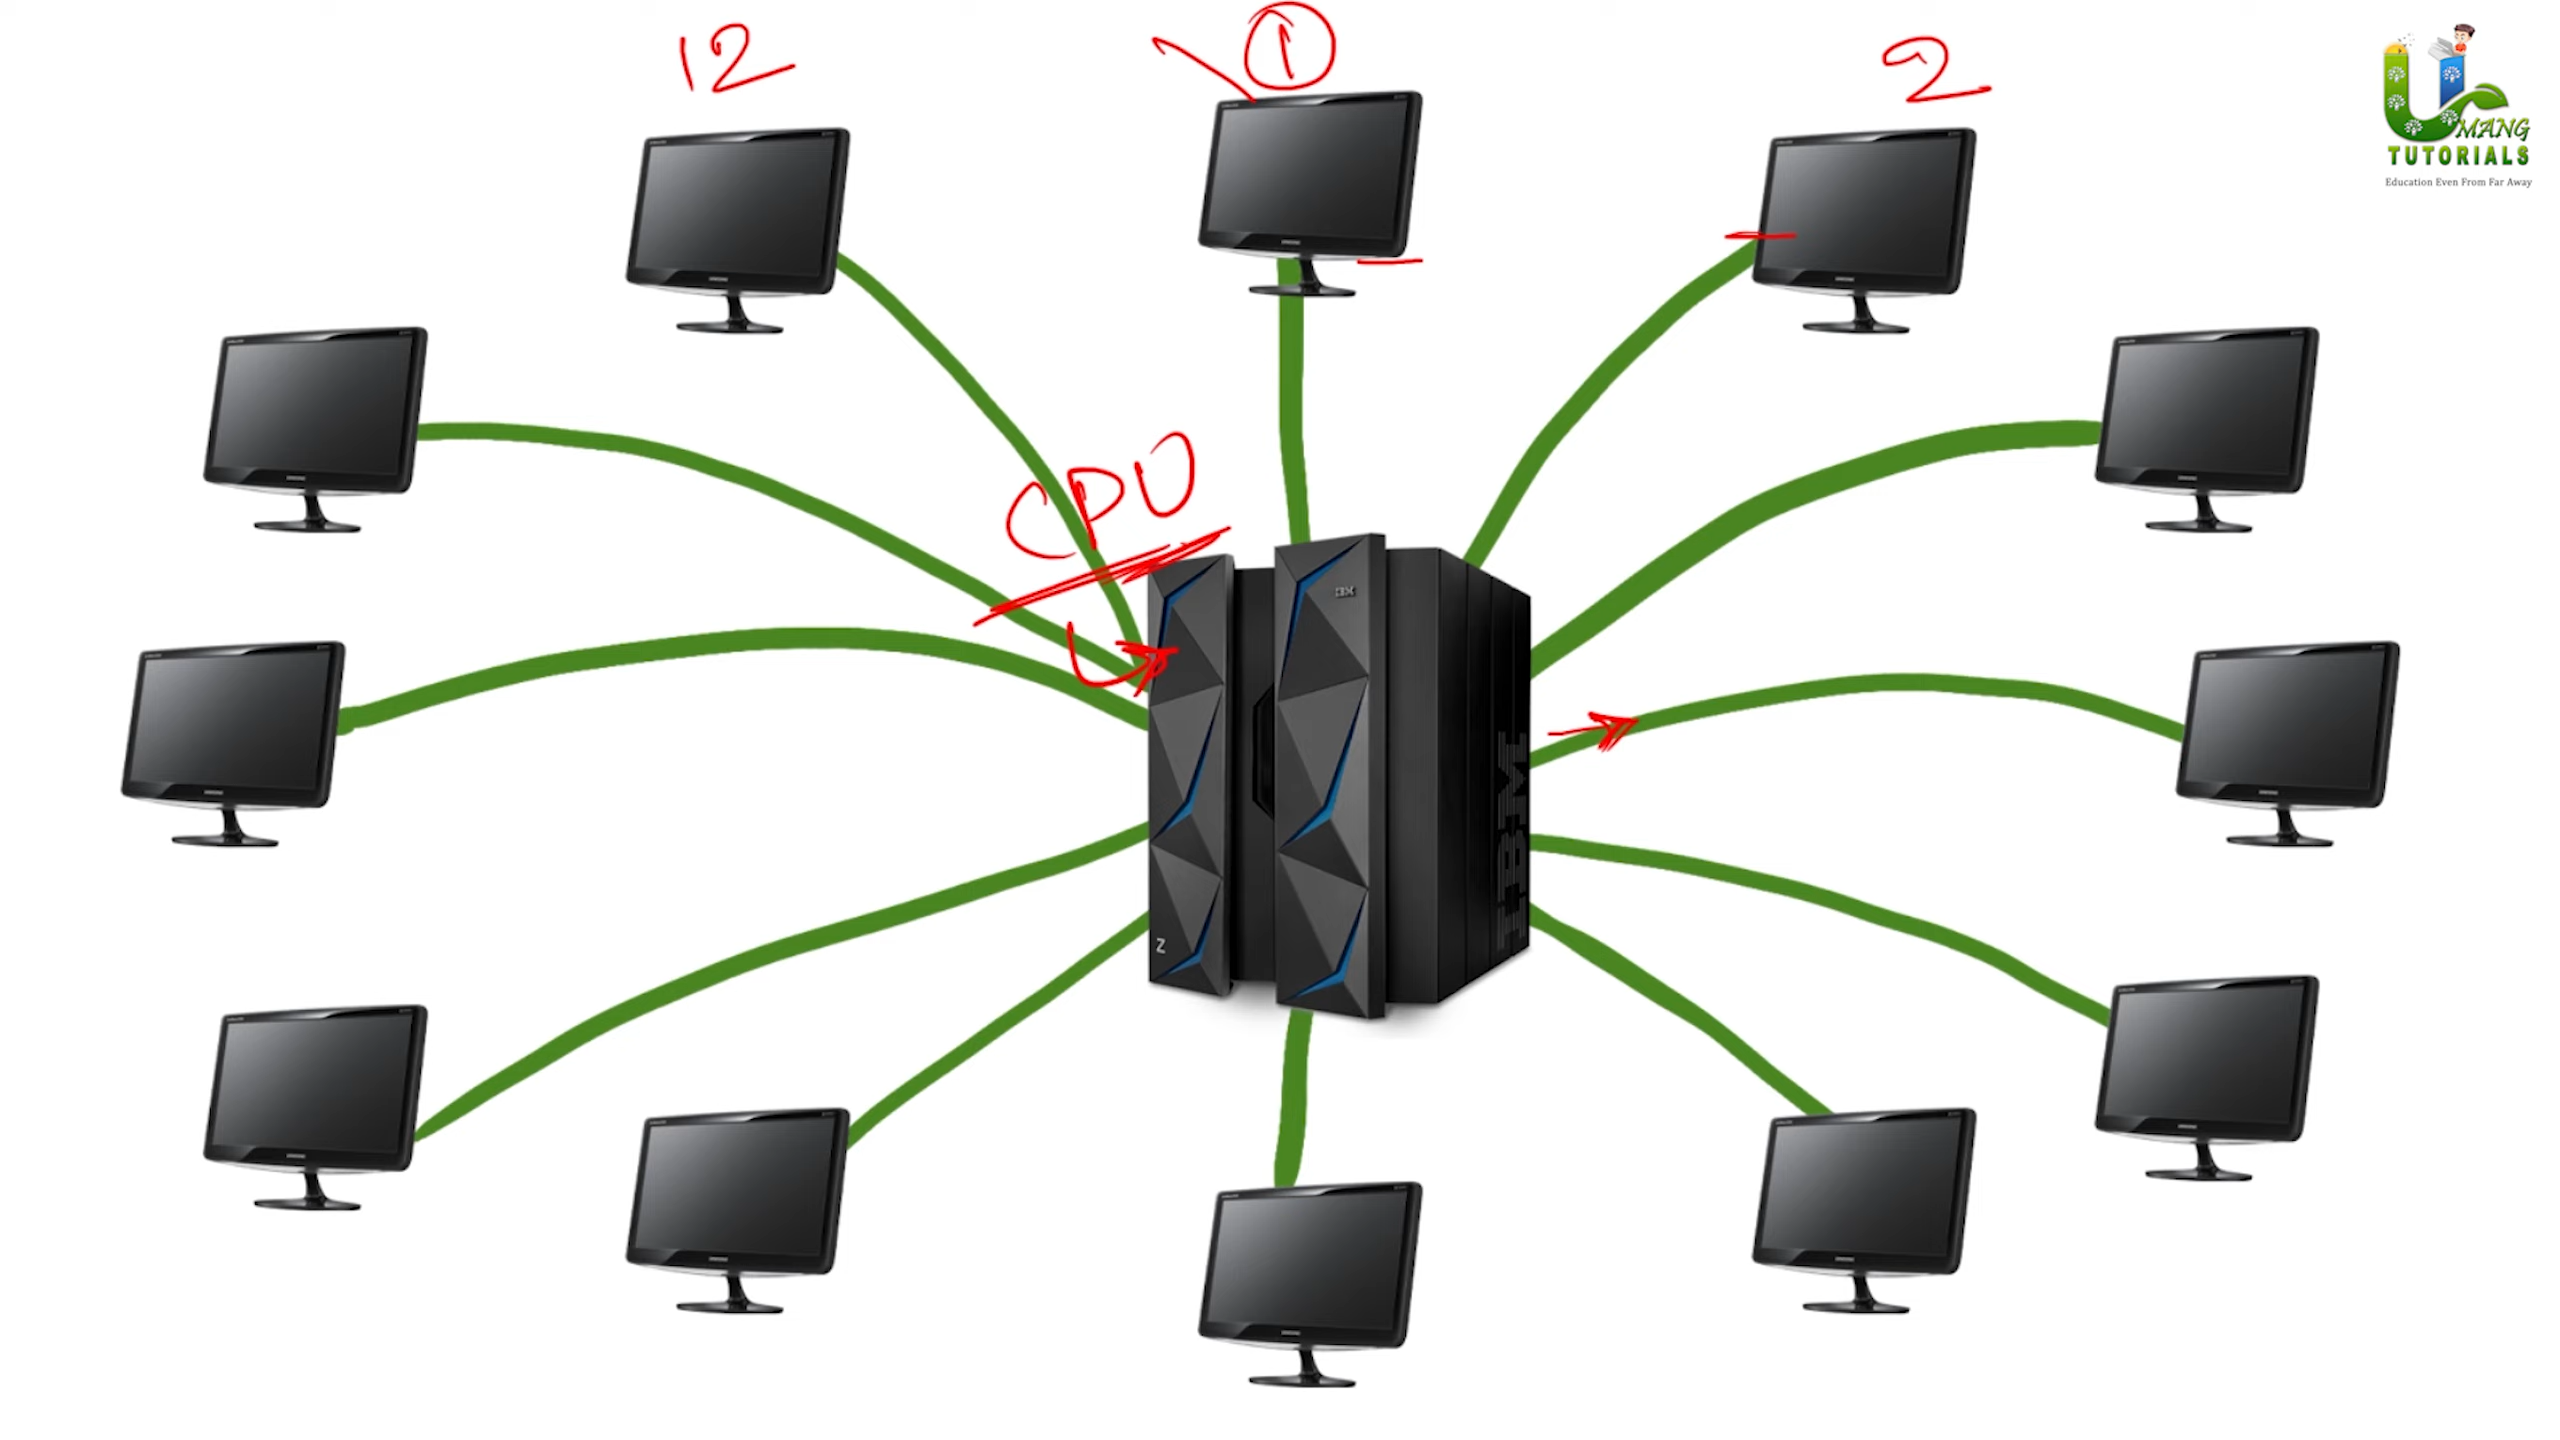 12
1
2
UMANG
TUTORIALS
Education Even From Far Away
CPU
IBM
IBM
Z